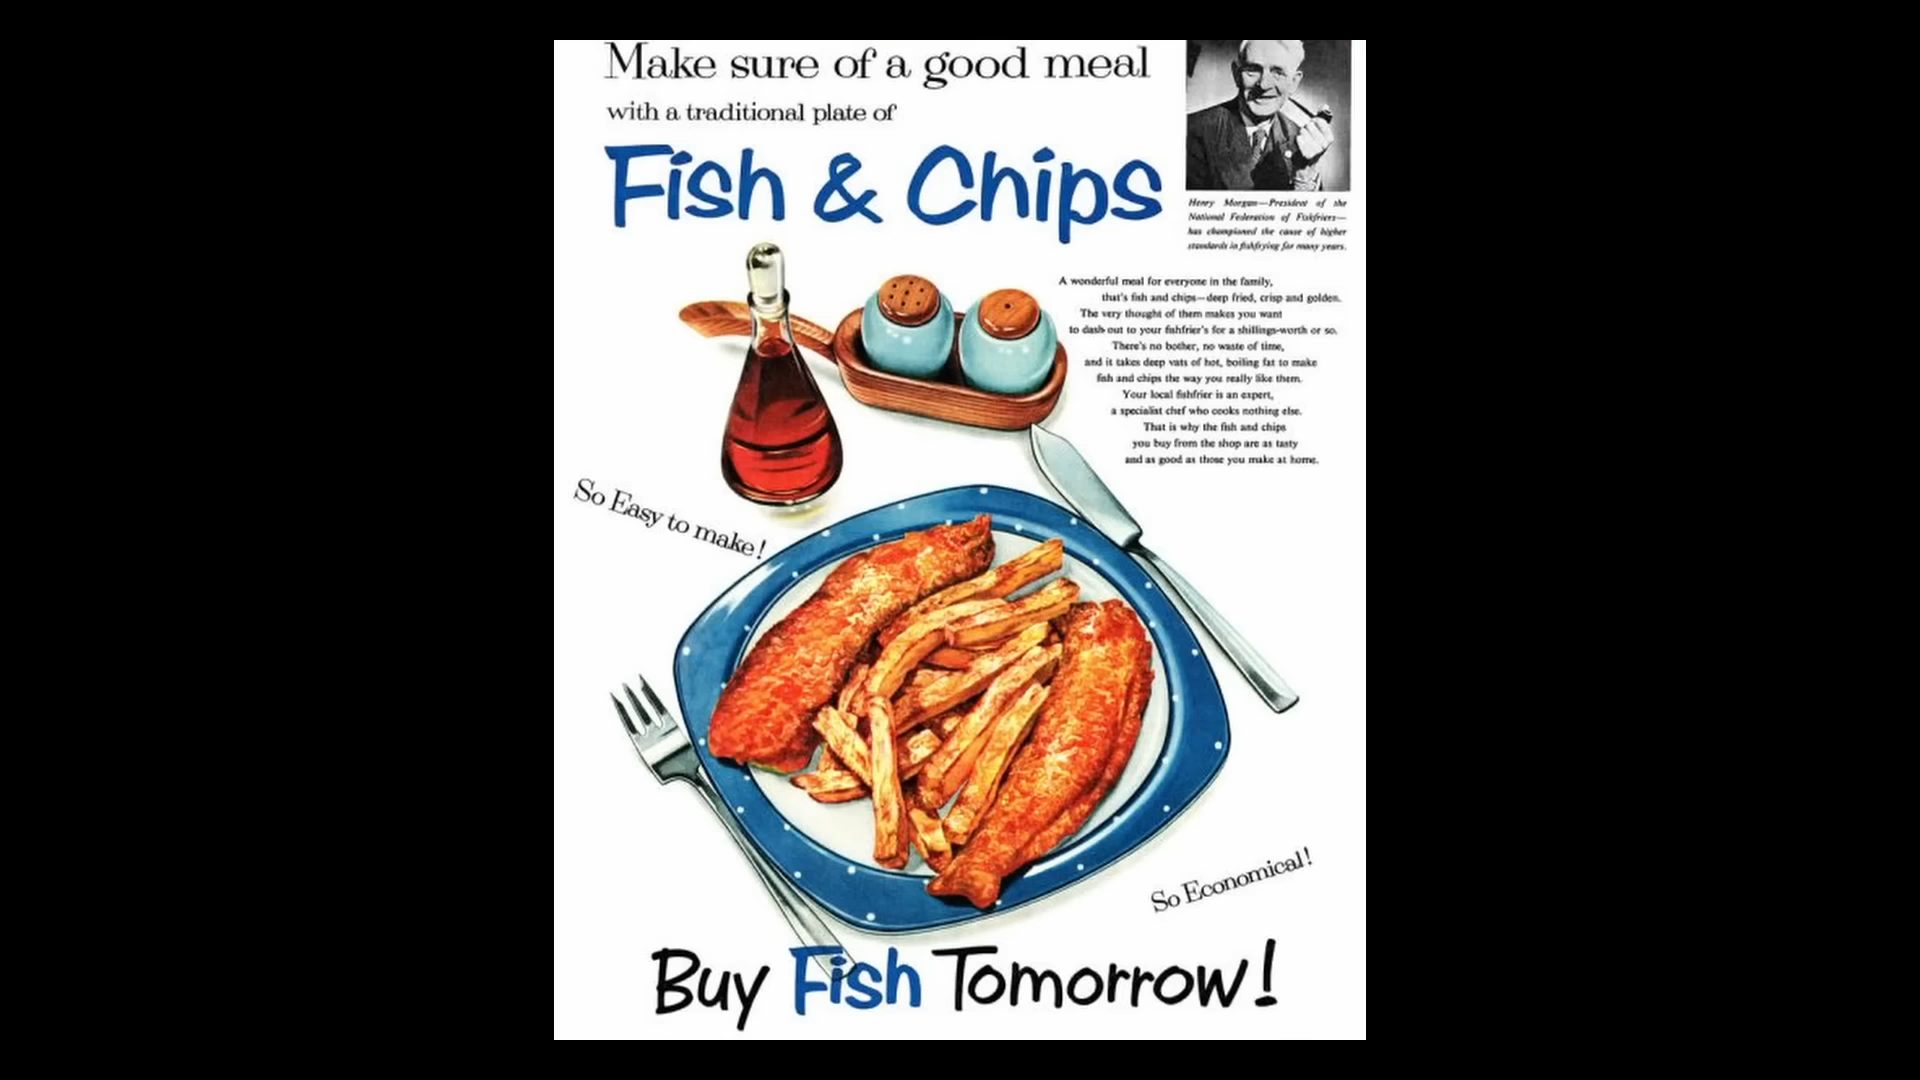 Make sure of a good meal
with a traditional plate of
Fish & Chips
Henry Morgan—President of the
National Federation of Fishfriers—
has championed the cause of higher
standards in fishfrying for many years.
A wonderful meal for everyone in the family,
that's fish and chips—deep fried, crisp and golden.
The very thought of them makes you want
to dash out to your fishfrier's for a shillings-worth or so.
There's no bother, no waste of time,
and it takes deep vats of hot, boiling fat to make
fish and chips the way you really like them.
Your local fishfrier is an expert,
a specialist chef who cooks nothing else.
That is why the fish and chips
you buy from the shop are as tasty
and as good as those you make at home.
So Easy to make!
So Economical!
Buy Fish Tomorrow!